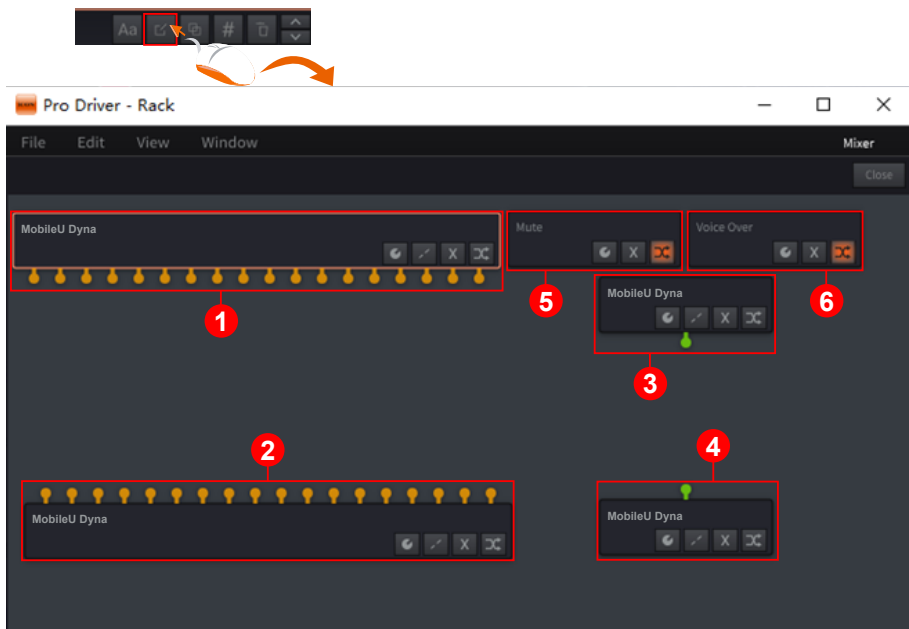 Aa #
Pro Driver - Rack
File Edit View Window Mixer
Close
MobileU Dyna
X
Mute
X
Voice Over
X
1
5
6
MobileU Dyna
X
3
2
4
MobileU Dyna
X
MobileU Dyna
X